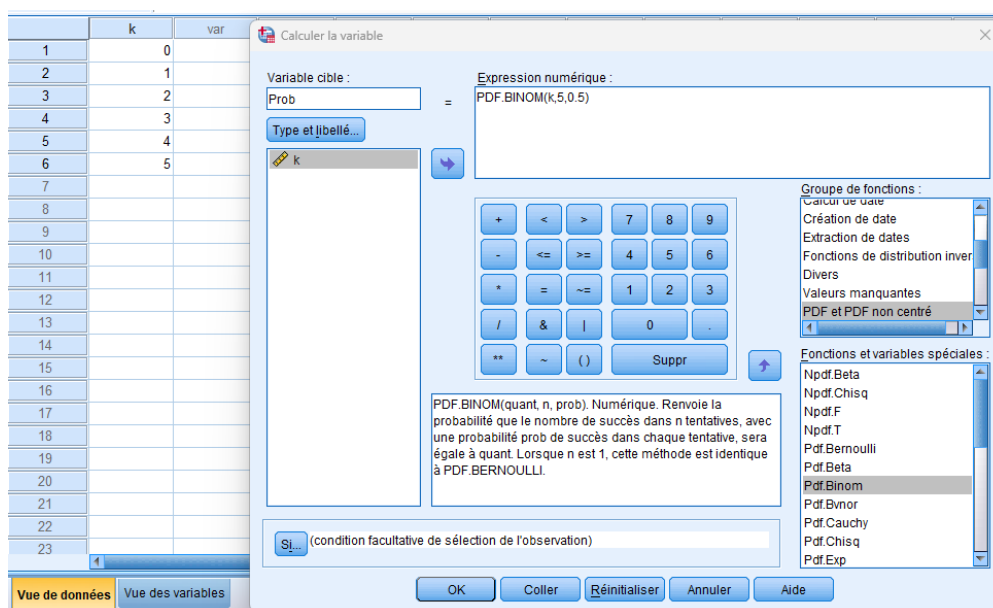 k var
1 0
2 1
3 2
4 3
5 4
6 5
7
8
9
10
11
12
13
14
15
16
17
18
19
20
21
22
23
Vue de données Vue des variables
Calculer la variable
Variable cible :
Prob
=
Type et libellé...
k
Expression numérique :
PDF.BINOM(k,5,0.5)
+ < > 7 8 9
- <= >= 4 5 6
* = ~= 1 2 3
/ & | 0 .
** ~ ( ) Suppr
PDF.BINOM(quant, n, prob). Numérique. Renvoie la
probabilité que le nombre de succès dans n tentatives, avec
une probabilité prob de succès dans chaque tentative, sera
égale à quant. Lorsque n est 1, cette méthode est identique
à PDF.BERNOULLI.
Groupe de fonctions :
Calcul de date
Création de date
Extraction de dates
Fonctions de distribution inver
Divers
Valeurs manquantes
PDF et PDF non centré
Fonctions et variables spéciales :
Npdf.Beta
Npdf.Chisq
Npdf.F
Npdf.T
Pdf.Bernoulli
Pdf.Beta
Pdf.Binom
Pdf.Bvnor
Pdf.Cauchy
Pdf.Chisq
Pdf.Exp
Si... (condition facultative de sélection de l'observation)
OK Coller Réinitialiser Annuler Aide